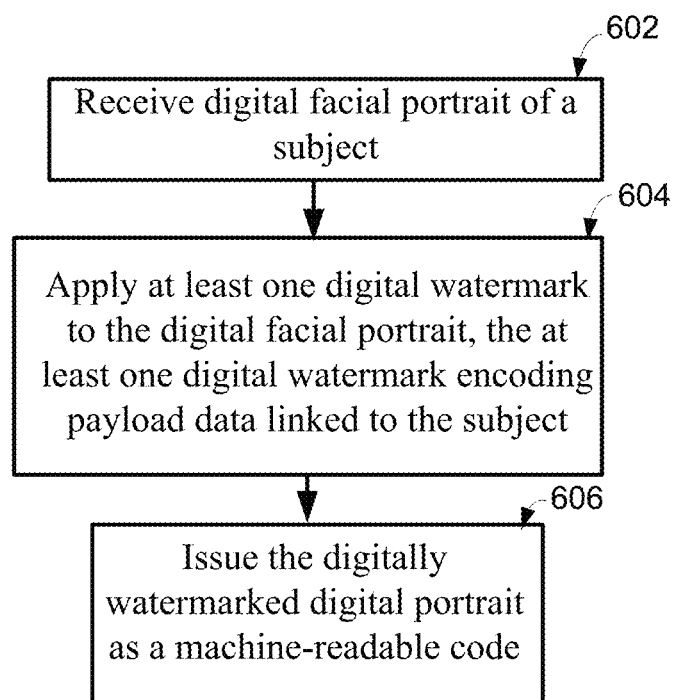 602
Receive digital facial portrait of a
subject
604
Apply at least one digital watermark
to the digital facial portrait, the at
least one digital watermark encoding
payload data linked to the subject
606
Issue the digitally
watermarked digital portrait
as a machine-readable code